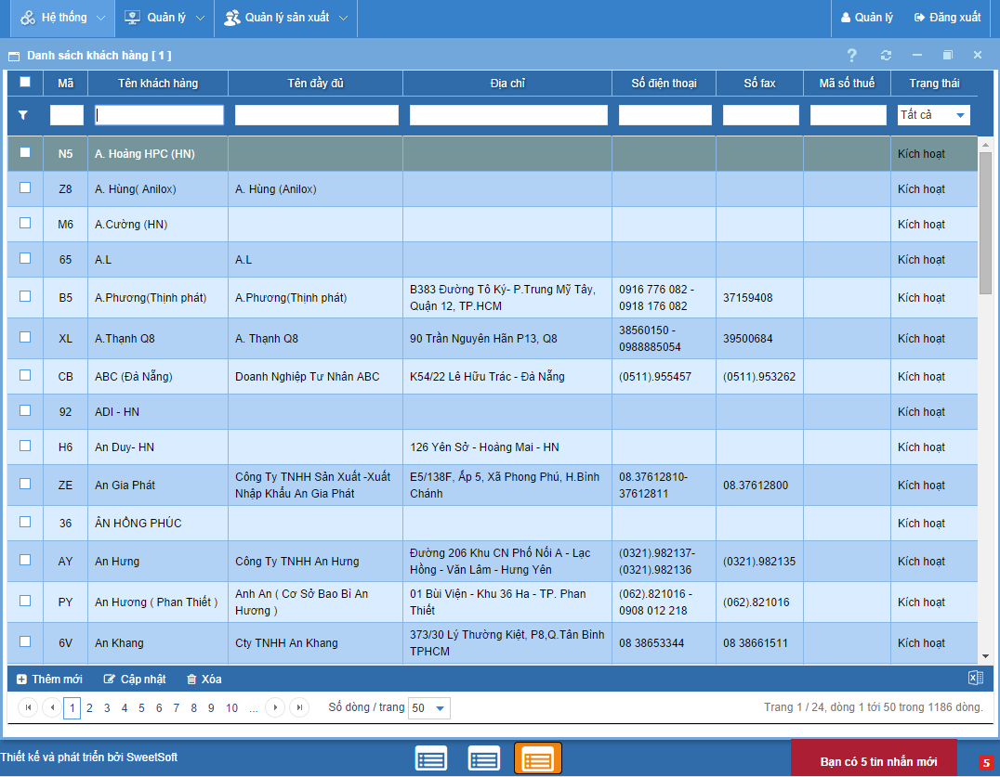 Hệ thống Quản lý Quản lý sản xuất Quản lý Đăng xuất
Danh sách khách hàng [ 1 ]
Mã Tên khách hàng Tên đầy đủ Địa chỉ Số điện thoại Số fax Mã số thuế Trạng thái
Tất cả
N5 A. Hoàng HPC (HN) Kích hoạt
Z8 A. Hùng( Anilox) A. Hùng (Anilox) Kích hoạt
M6 A.Cường (HN) Kích hoạt
65 A.L A.L Kích hoạt
B5 A.Phương(Thịnh phát) A.Phương(Thịnh phát) B383 Đường Tô Ký- P.Trung Mỹ Tây, 0916 776 082 - 37159408 Kích hoạt
Quận 12, TP.HCM 0918 176 082
XL A.Thạnh Q8 A. Thạnh Q8 90 Trần Nguyên Hãn P13, Q8 38560150 - 39500684 Kích hoạt
0988885054
CB ABC (Đà Nẵng) Doanh Nghiệp Tư Nhân ABC K54/22 Lê Hữu Trác - Đà Nẵng (0511).955457 (0511).953262 Kích hoạt
92 ADI - HN Kích hoạt
H6 An Duy- HN 126 Yên Sở - Hoàng Mai - HN Kích hoạt
ZE An Gia Phát Công Ty TNHH Sản Xuất -Xuất E5/138F, Ấp 5, Xã Phong Phú, H.Bình 08.37612810- 08.37612800 Kích hoạt
Nhập Khẩu An Gia Phát Chánh 37612811
36 ÂN HỒNG PHÚC Kích hoạt
AY An Hưng Công Ty TNHH An Hưng Đường 206 Khu CN Phố Nối A - Lạc (0321).982137- (0321).982135 Kích hoạt
Hồng - Văn Lâm - Hưng Yên (0321).982136
PY An Hương ( Phan Thiết ) Anh An ( Cơ Sở Bao Bì An 01 Bùi Viện - Khu 36 Ha - TP. Phan (062).821016 - (062).821016 Kích hoạt
Hương ) Thiết 0908 012 218
6V An Khang Cty TNHH An Khang 373/30 Lý Thường Kiệt, P8,Q.Tân Bình 08 38653344 08 38661511 Kích hoạt
TPHCM
Thêm mới Cập nhật Xóa
1 2 3 4 5 6 7 8 9 10 ... Số dòng / trang 50 Trang 1 / 24, dòng 1 tới 50 trong 1186 dòng.
Thiết kế và phát triển bởi SweetSoft Bạn có 5 tin nhắn mới 5